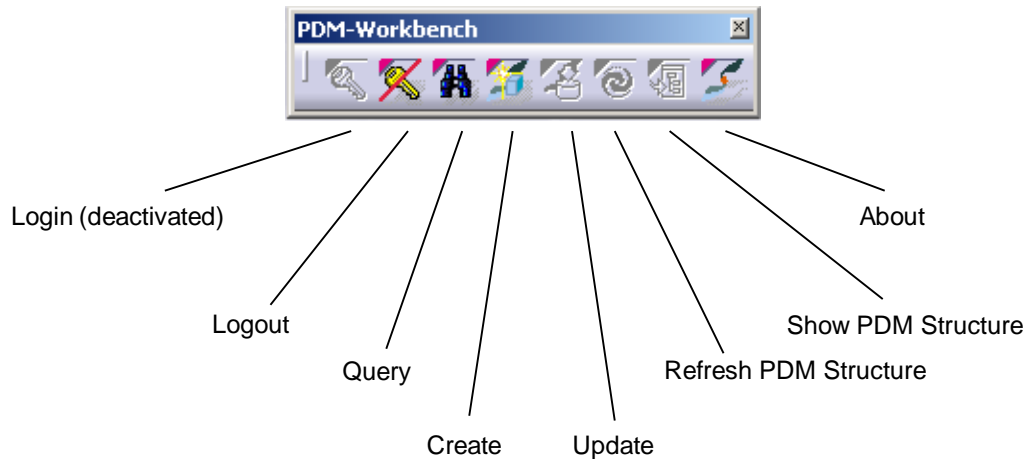 PDM-Workbench
Login (deactivated)
About
Logout
Show PDM Structure
Query
Refresh PDM Structure
Create
Update